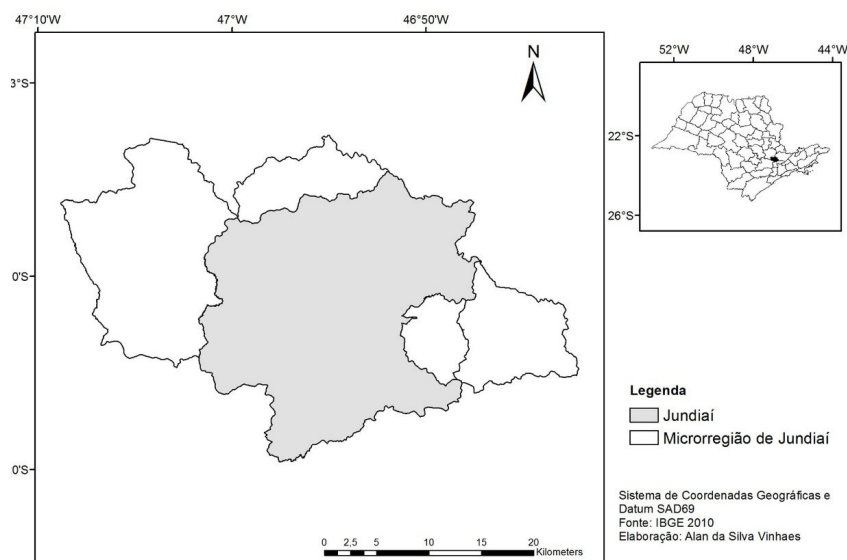 47°10'W
47°W
46°50'W
3°S
0'S
0'S
N
0 2,5 5 10 15 20
Kilometers
52°W 48°W 44°W
22°S
26°S
Legenda
Jundiaí
Microrregião de Jundiaí
Sistema de Coordenadas Geográficas e
Datum SAD69
Fonte: IBGE 2010
Elaboração: Alan da Silva Vinhaes